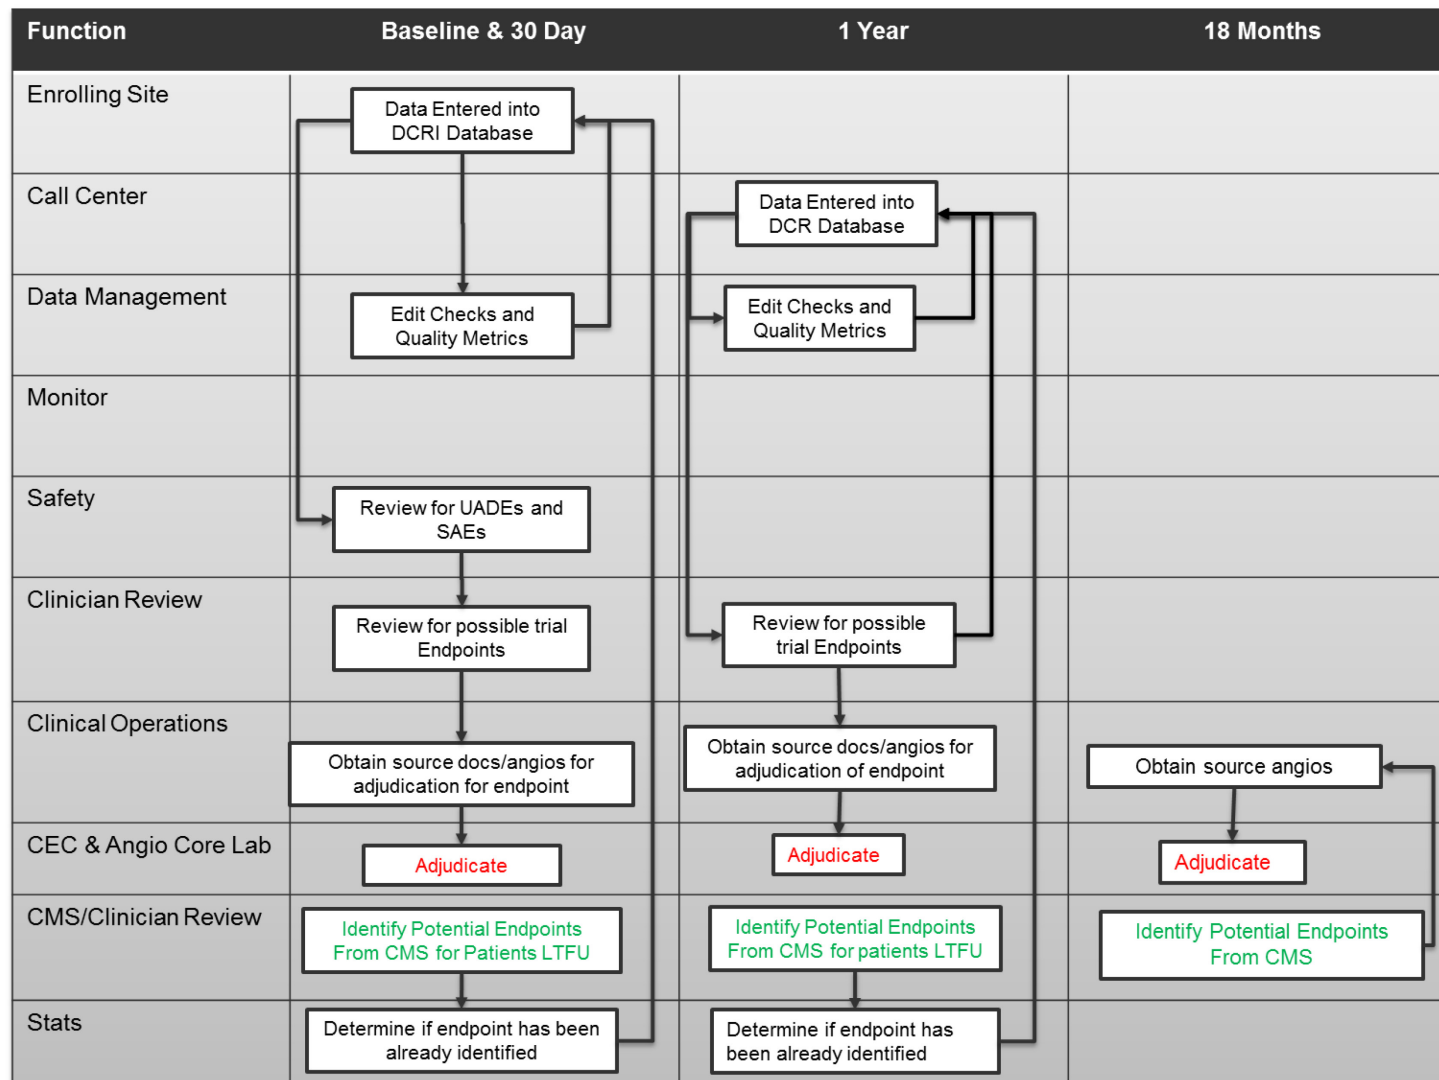 Function
Baseline & 30 Day
1 Year
18 Months
Enrolling Site
Data Entered into
DCRI Database
Call Center
Data Entered into
DCR Database
Data Management
Edit Checks and
Quality Metrics
Edit Checks and
Quality Metrics
Monitor
Safety
Review for UADEs and
SAEs
Clinician Review
Review for possible trial
Endpoints
Review for possible
trial Endpoints
Clinical Operations
Obtain source docs/angios for
adjudication for endpoint
Obtain source docs/angios for
adjudication of endpoint
Obtain source angios
CEC & Angio Core Lab
Adjudicate
Adjudicate
Adjudicate
CMS/Clinician Review
Identify Potential Endpoints
From CMS for Patients LTFU
Identify Potential Endpoints
From CMS for patients LTFU
Identify Potential Endpoints
From CMS
Stats
Determine if endpoint has been
already identified
Determine if endpoint has
been already identified